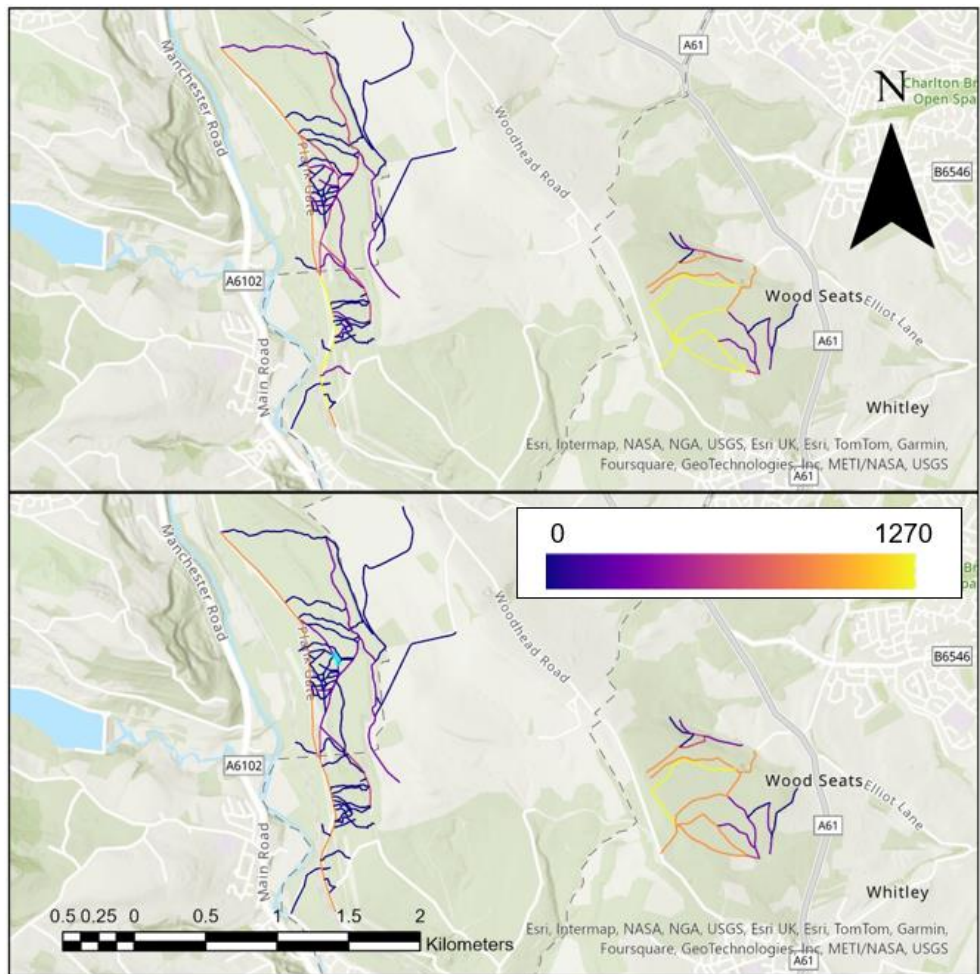 A61
Manchester Road
N
Charlton Br
Open Spa
Woodhead Road
B6546
Plank Gate
A6102
Wood Seats
Elliot Lane
A61
Main Road
Whitley
Esri, Intermap, NASA, NGA, USGS, Esri UK, Esri, TomTom, Garmin,
Foursquare, GeoTechnologies, Inc, METI/NASA, USGS
A61
0 1270
Manchester Road
Woodhead Road
B6546
Plank Gate
A6102
Wood Seats
Elliot Lane
A61
Main Road
Whitley
0.5 0.25 0 0.5 1 1.5 2
Kilometers
Esri, Intermap, NASA, NGA, USGS, Esri UK, Esri, TomTom, Garmin,
Foursquare, GeoTechnologies, Inc, METI/NASA, USGS
A61